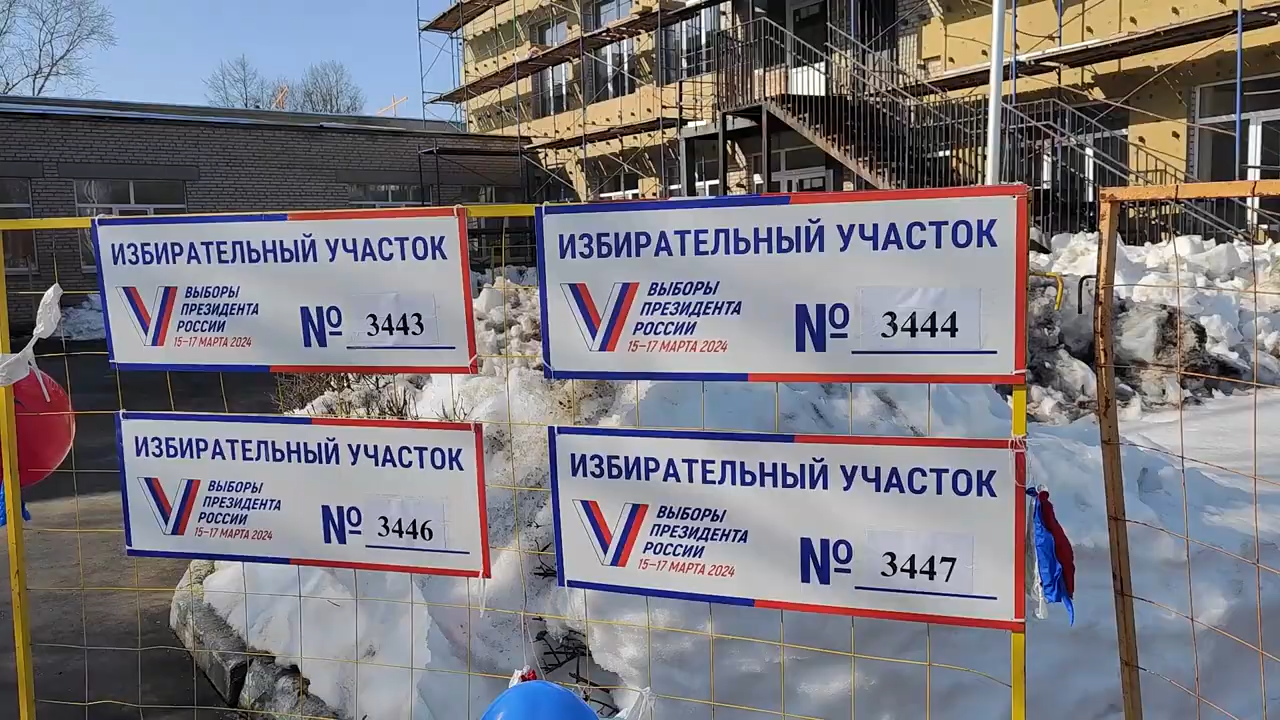 ИЗБИРАТЕЛЬНЫЙ УЧАСТОК
ВЫБОРЫ
ПРЕЗИДЕНТА
РОССИИ
15–17 МАРТА 2024
№ 3443
ИЗБИРАТЕЛЬНЫЙ УЧАСТОК
ВЫБОРЫ
ПРЕЗИДЕНТА
РОССИИ
15–17 МАРТА 2024
№ 3444
ИЗБИРАТЕЛЬНЫЙ УЧАСТОК
ВЫБОРЫ
ПРЕЗИДЕНТА
РОССИИ
15–17 МАРТА 2024
№ 3446
ИЗБИРАТЕЛЬНЫЙ УЧАСТОК
ВЫБОРЫ
ПРЕЗИДЕНТА
РОССИИ
15–17 МАРТА 2024
№ 3447